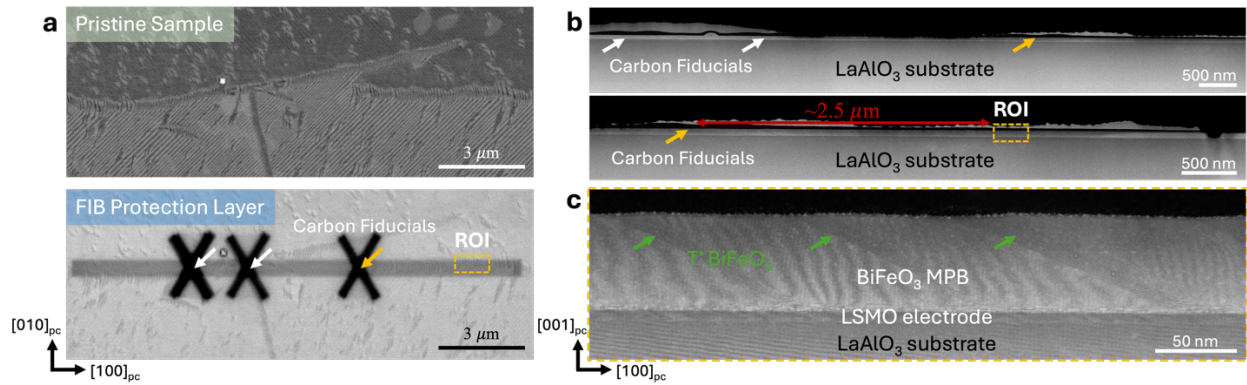 a
Pristine Sample
3 μm
FIB Protection Layer
Carbon Fiducials
ROI
3 μm
[010]pc
[100]pc
b
Carbon Fiducials
LaAlO3 substrate
500 nm
~2.5 μm
ROI
Carbon Fiducials
LaAlO3 substrate
500 nm
c
T' BiFeO3
BiFeO3 MPB
LSMO electrode
LaAlO3 substrate
50 nm
[001]pc
[100]pc